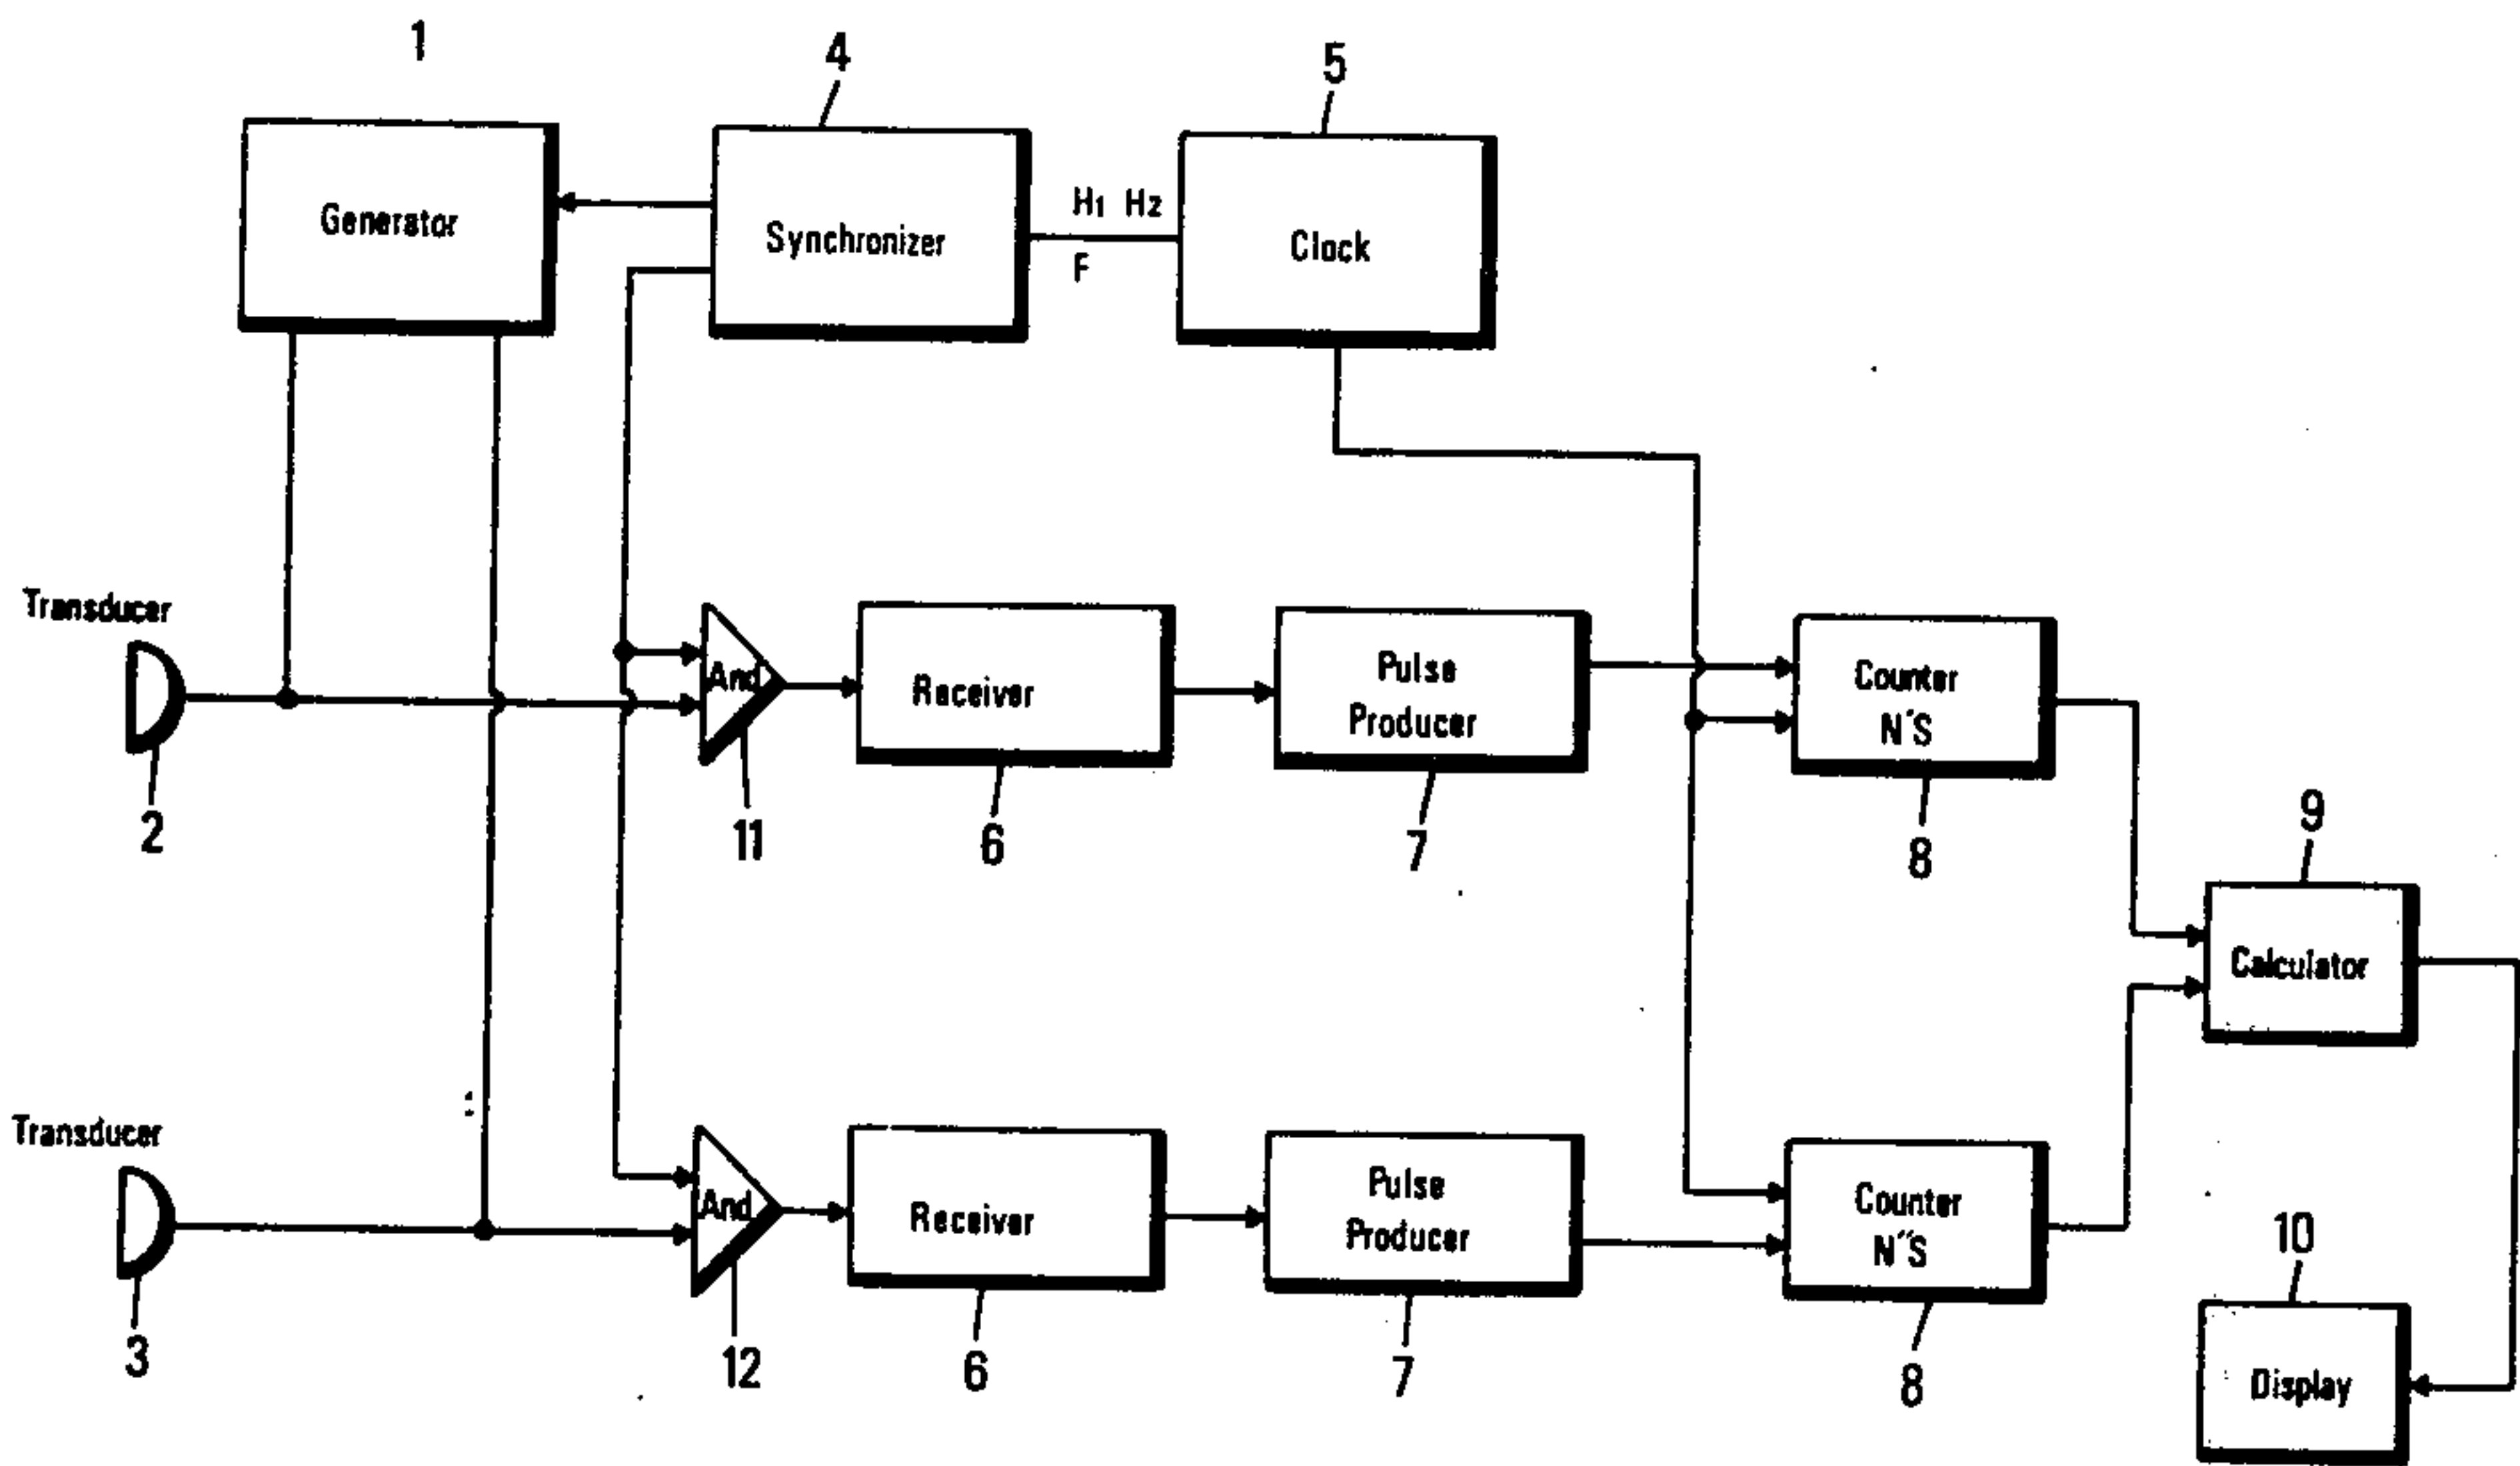 1
4
5
Generator
Synchronizer
H1 H2
F
Clock
Transducer
And
Receiver
Pulse
Producer
Counter
N'S
2
11
6
7
8
9
Calculator
Transducer
And
Receiver
Pulse
Producer
Counter
N"S
10
3
12
6
7
8
Display